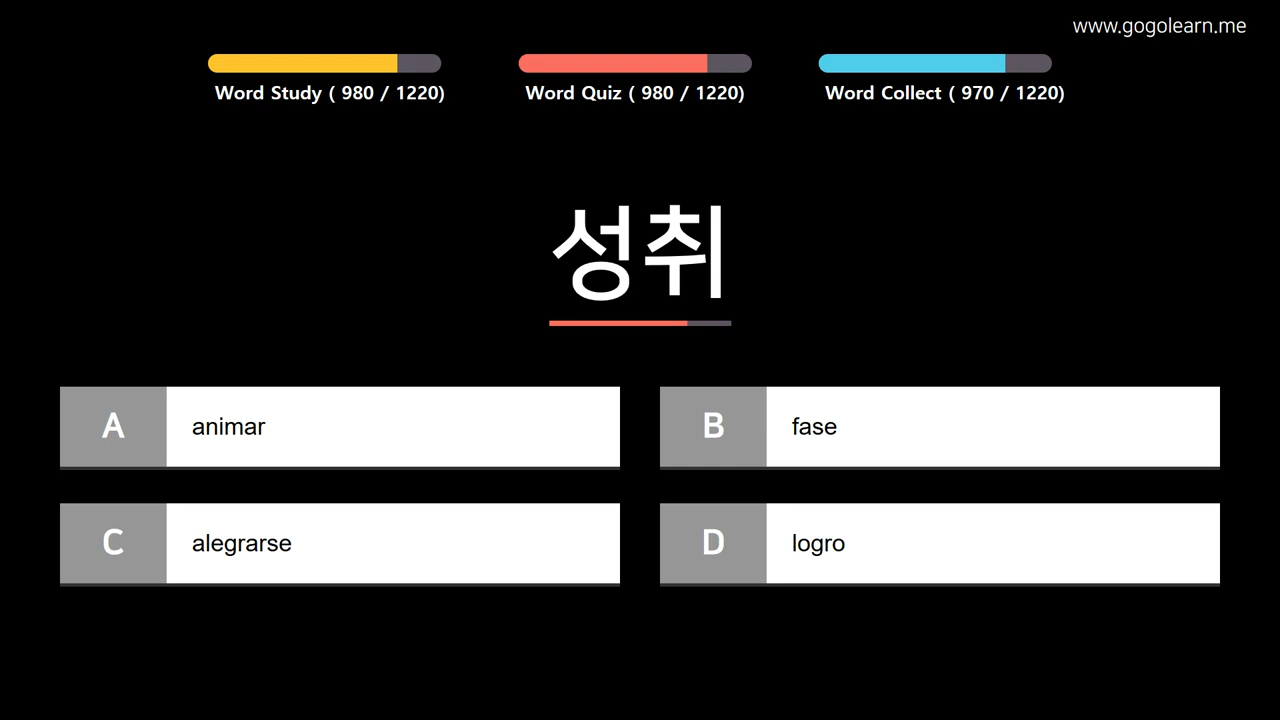 www.gogolearn.me
Word Study ( 980 / 1220)
Word Quiz ( 980 / 1220)
Word Collect ( 970 / 1220)
성취
A animar
B fase
C alegrarse
D logro